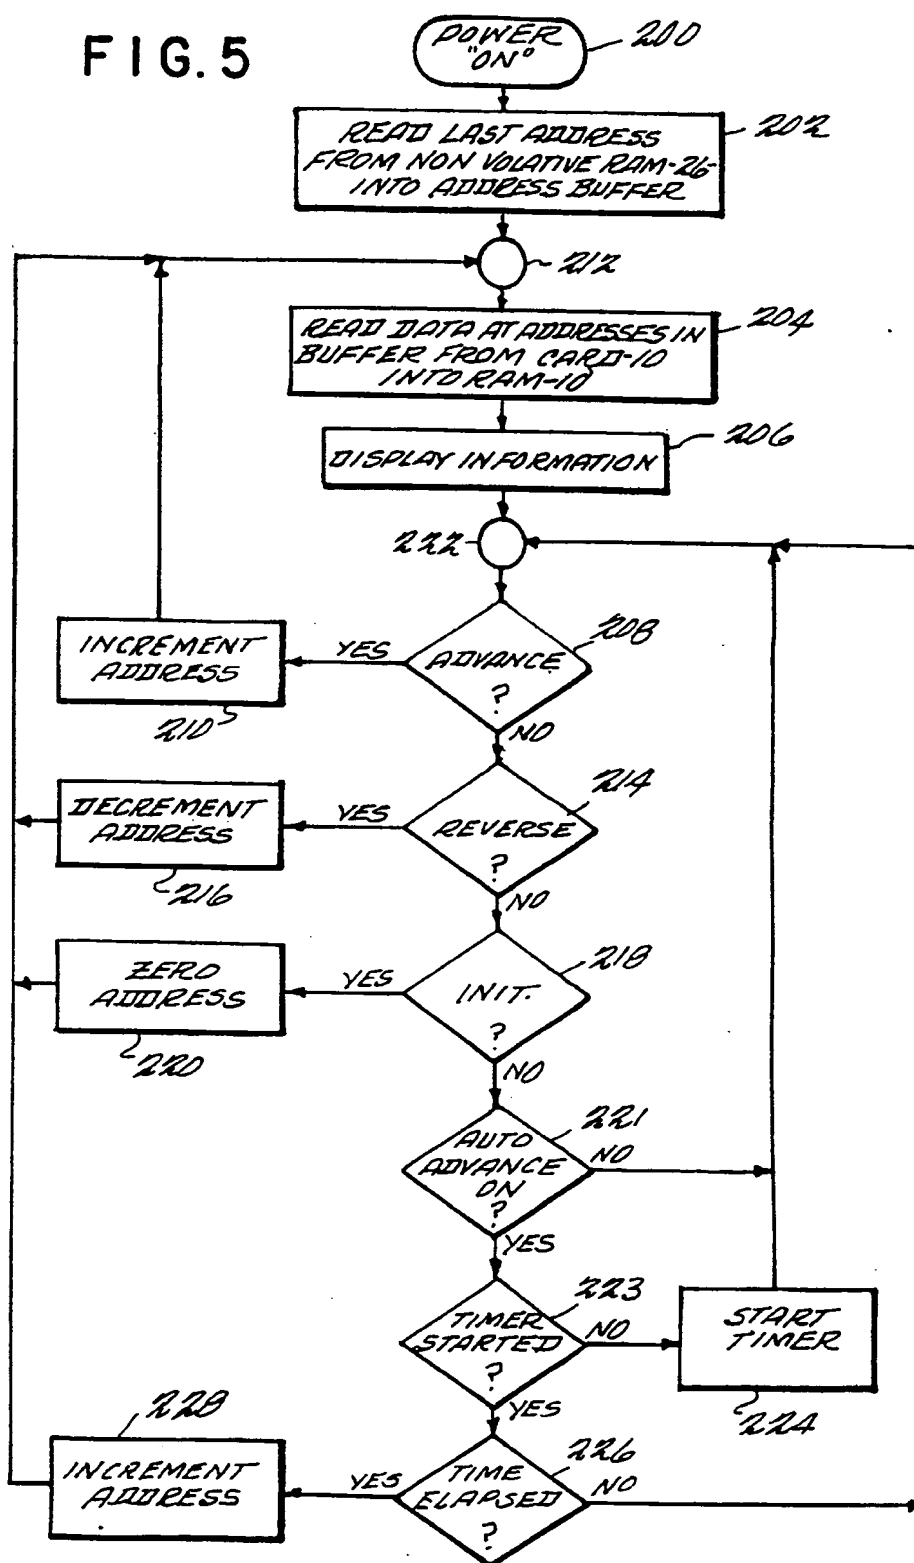 FIG. 5
POWER
"ON"
200
READ LAST ADDRESS
FROM NON VOLATIVE RAM-26-
INTO ADDRESS BUFFER
202
212
READ DATA AT ADDRESSES IN
BUFFER FROM CARD-10
INTO RAM-10
204
DISPLAY INFORMATION
206
222
ADVANCE
?
208
YES
INCREMENT
ADDRESS
210
NO
REVERSE
?
214
YES
DECREMENT
ADDRESS
216
NO
INIT.
?
218
YES
ZERO
ADDRESS
220
NO
AUTO
ADVANCE
ON
?
221
NO
YES
TIMER
STARTED
?
223
NO
START
TIMER
224
YES
TIME
ELAPSED
?
226
NO
YES
INCREMENT
ADDRESS
228